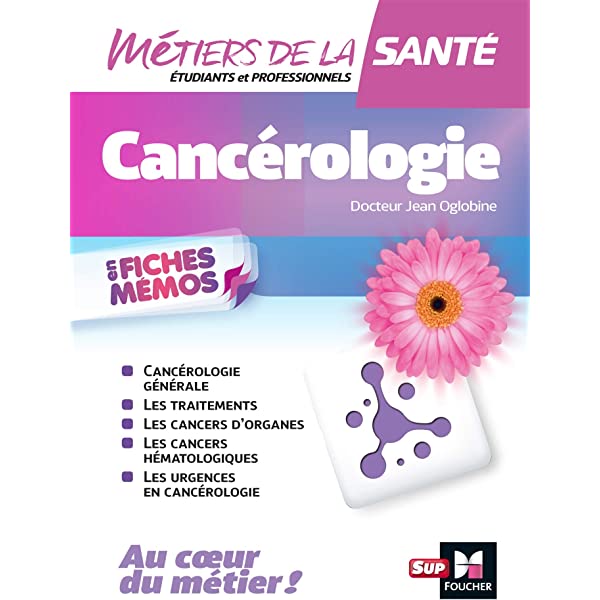 MÉTIERS DE LA SANTÉ
ÉTUDIANTS et PROFESSIONNELS
Cancérologie
Docteur Jean Oglobine
en FICHES
MÉMOS
CANCÉROLOGIE
GÉNÉRALE
LES TRAITEMENTS
LES CANCERS D'ORGANES
LES CANCERS
HÉMATOLOGIQUES
LES URGENCES
EN CANCÉROLOGIE
Au cœur
du métier !
SUP
FOUCHER